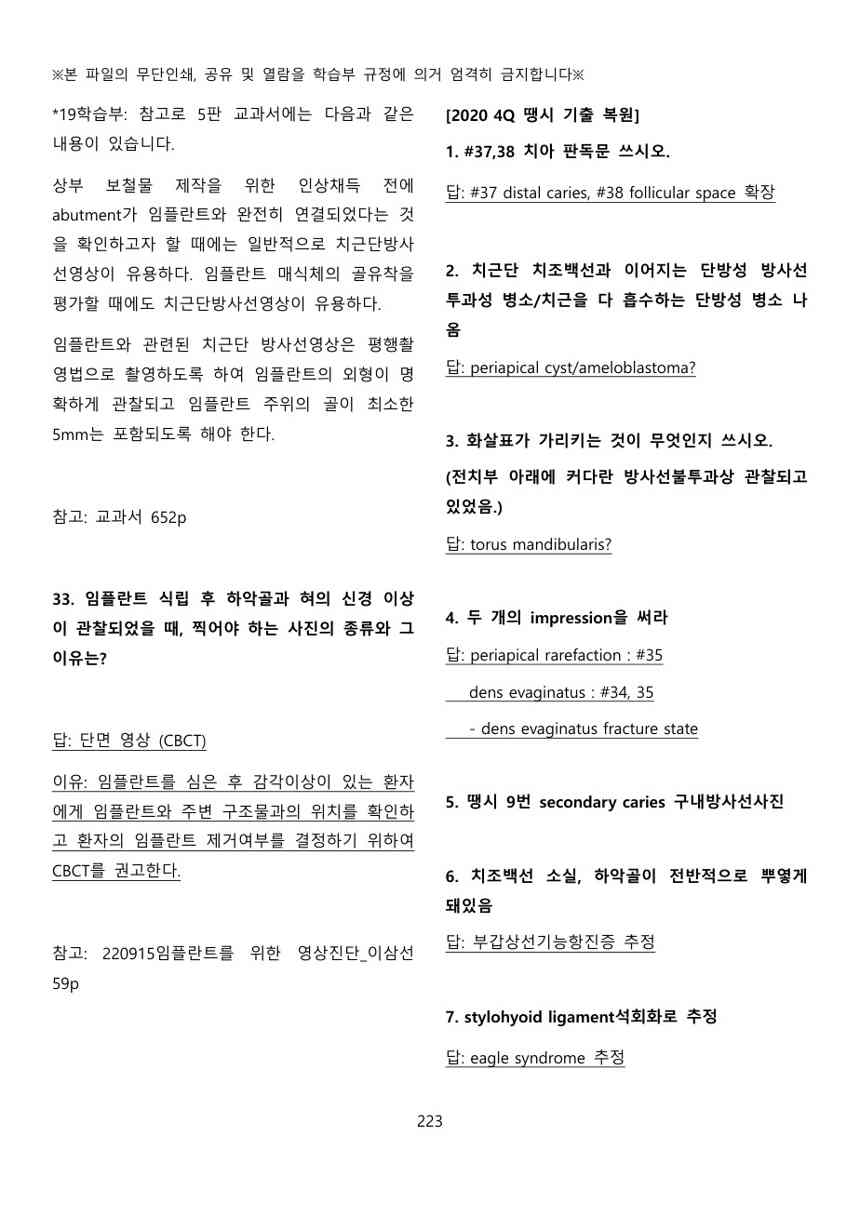 ※본 파일의 무단인쇄, 공유 및 열람을 학습부 규정에 의거 엄격히 금지합니다※
*19학습부: 참고로 5판 교과서에는 다음과 같은
내용이 있습니다.
상부 보철물 제작을 위한 인상채득 전에
abutment가 임플란트와 완전히 연결되었다는 것
을 확인하고자 할 때에는 일반적으로 치근단방사
선영상이 유용하다. 임플란트 매식체의 골유착을
평가할 때에도 치근단방사선영상이 유용하다.
임플란트와 관련된 치근단 방사선영상은 평행촬
영법으로 촬영하도록 하여 임플란트의 외형이 명
확하게 관찰되고 임플란트 주위의 골이 최소한
5mm는 포함되도록 해야 한다.
참고: 교과서 652p
33. 임플란트 식립 후 하악골과 혀의 신경 이상
이 관찰되었을 때, 찍어야 하는 사진의 종류와 그
이유는?
답: 단면 영상 (CBCT)
이유: 임플란트를 심은 후 감각이상이 있는 환자
에게 임플란트와 주변 구조물과의 위치를 확인하
고 환자의 임플란트 제거여부를 결정하기 위하여
CBCT를 권고한다.
참고: 220915임플란트를 위한 영상진단_이삼선
59p
[2020 4Q 땡시 기출 복원]
1. #37,38 치아 판독문 쓰시오.
답: #37 distal caries, #38 follicular space 확장
2. 치근단 치조백선과 이어지는 단방성 방사선
투과성 병소/치근을 다 흡수하는 단방성 병소 나
옴
답: periapical cyst/ameloblastoma?
3. 화살표가 가리키는 것이 무엇인지 쓰시오.
(전치부 아래에 커다란 방사선불투과상 관찰되고
있었음.)
답: torus mandibularis?
4. 두 개의 impression을 써라
답: periapical rarefaction : #35
dens evaginatus : #34, 35
- dens evaginatus fracture state
5. 땡시 9번 secondary caries 구내방사선사진
6. 치조백선 소실, 하악골이 전반적으로 뿌옇게
돼있음
답: 부갑상선기능항진증 추정
7. stylohyoid ligament석회화로 추정
답: eagle syndrome 추정
223